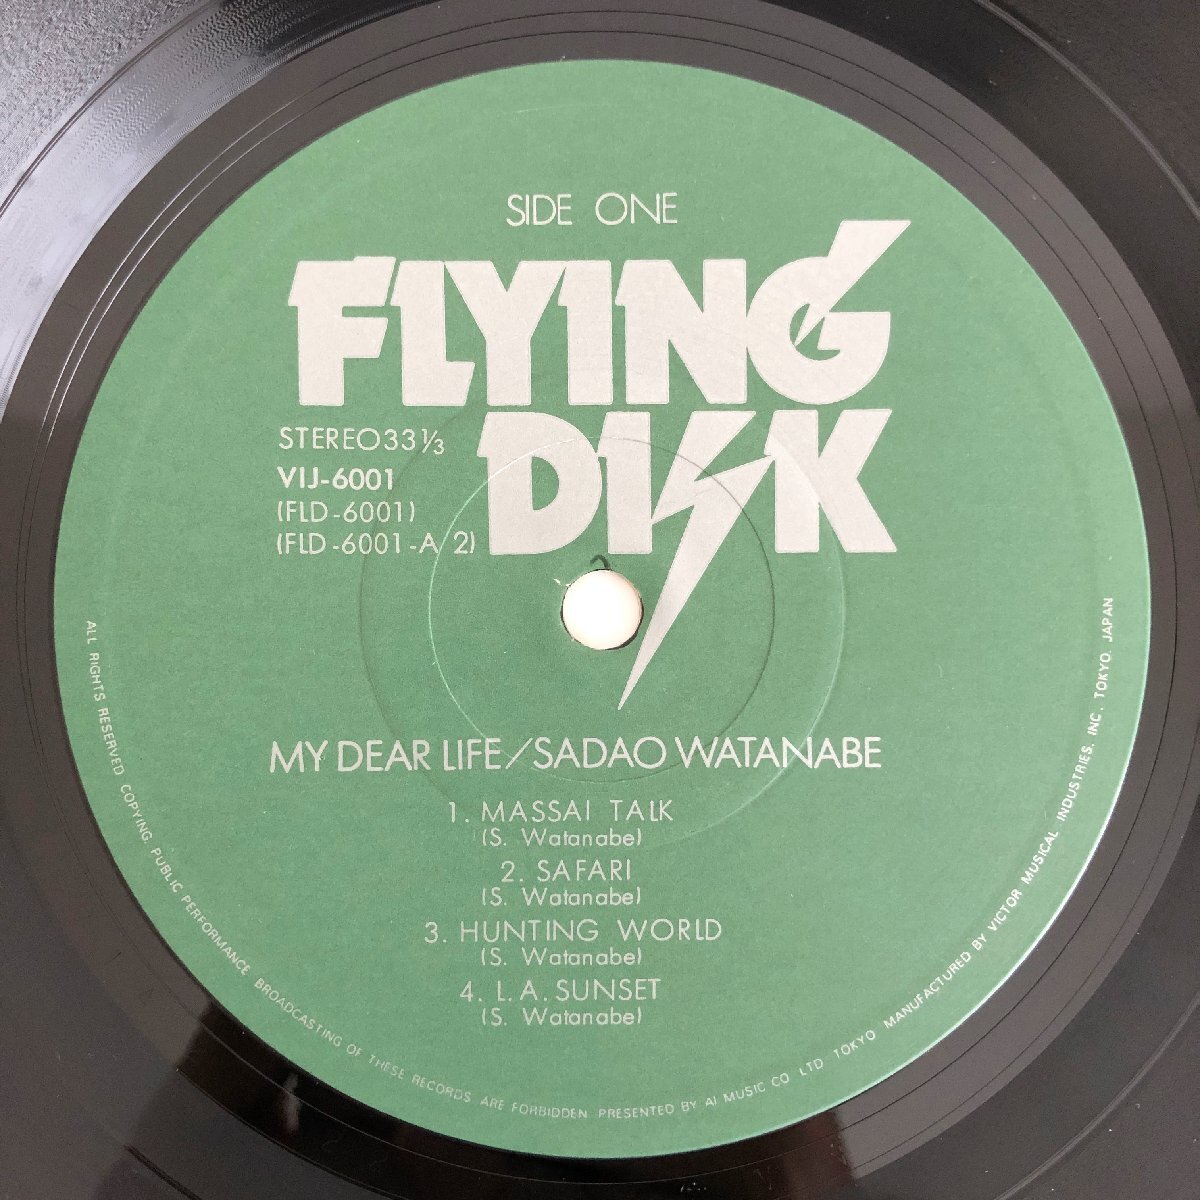 SIDE ONE
FLYING
DISK
STEREO 33⅓
VIJ-6001
(FLD-6001)
(FLD-6001-A 2)
MY DEAR LIFE/SADAO WATANABE
1. MASSAI TALK
(S. Watanabe)
2. SAFARI
(S. Watanabe)
3. HUNTING WORLD
(S. Watanabe)
4. L.A. SUNSET
(S. Watanabe)
ALL RIGHTS RESERVED COPYING, PUBLIC PERFORMANCE BROADCASTING OF THESE RECORDS ARE FORBIDDEN PRESENTED BY AI MUSIC CO LTD TOKYO MANUFACTURED BY VICTOR MUSICAL INDUSTRIES, INC. TOKYO, JAPAN